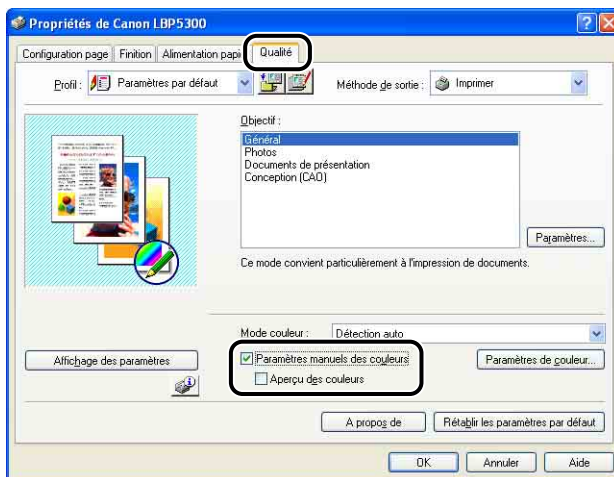 Propriétés de Canon LBP5300
Configuration page Finition Alimentation papi Qualité
Profil : Paramètres par défaut Méthode de sortie : Imprimer
Objectif :
Général
Photos
Documents de présentation
Conception (CAO)
Paramètres...
Ce mode convient particulièrement à l'impression de documents.
Mode couleur : Détection auto
Affichage des paramètres
Paramètres manuels des couleurs
Paramètres de couleur...
Aperçu des couleurs
A propos de Rétablir les paramètres par défaut
OK Annuler Aide